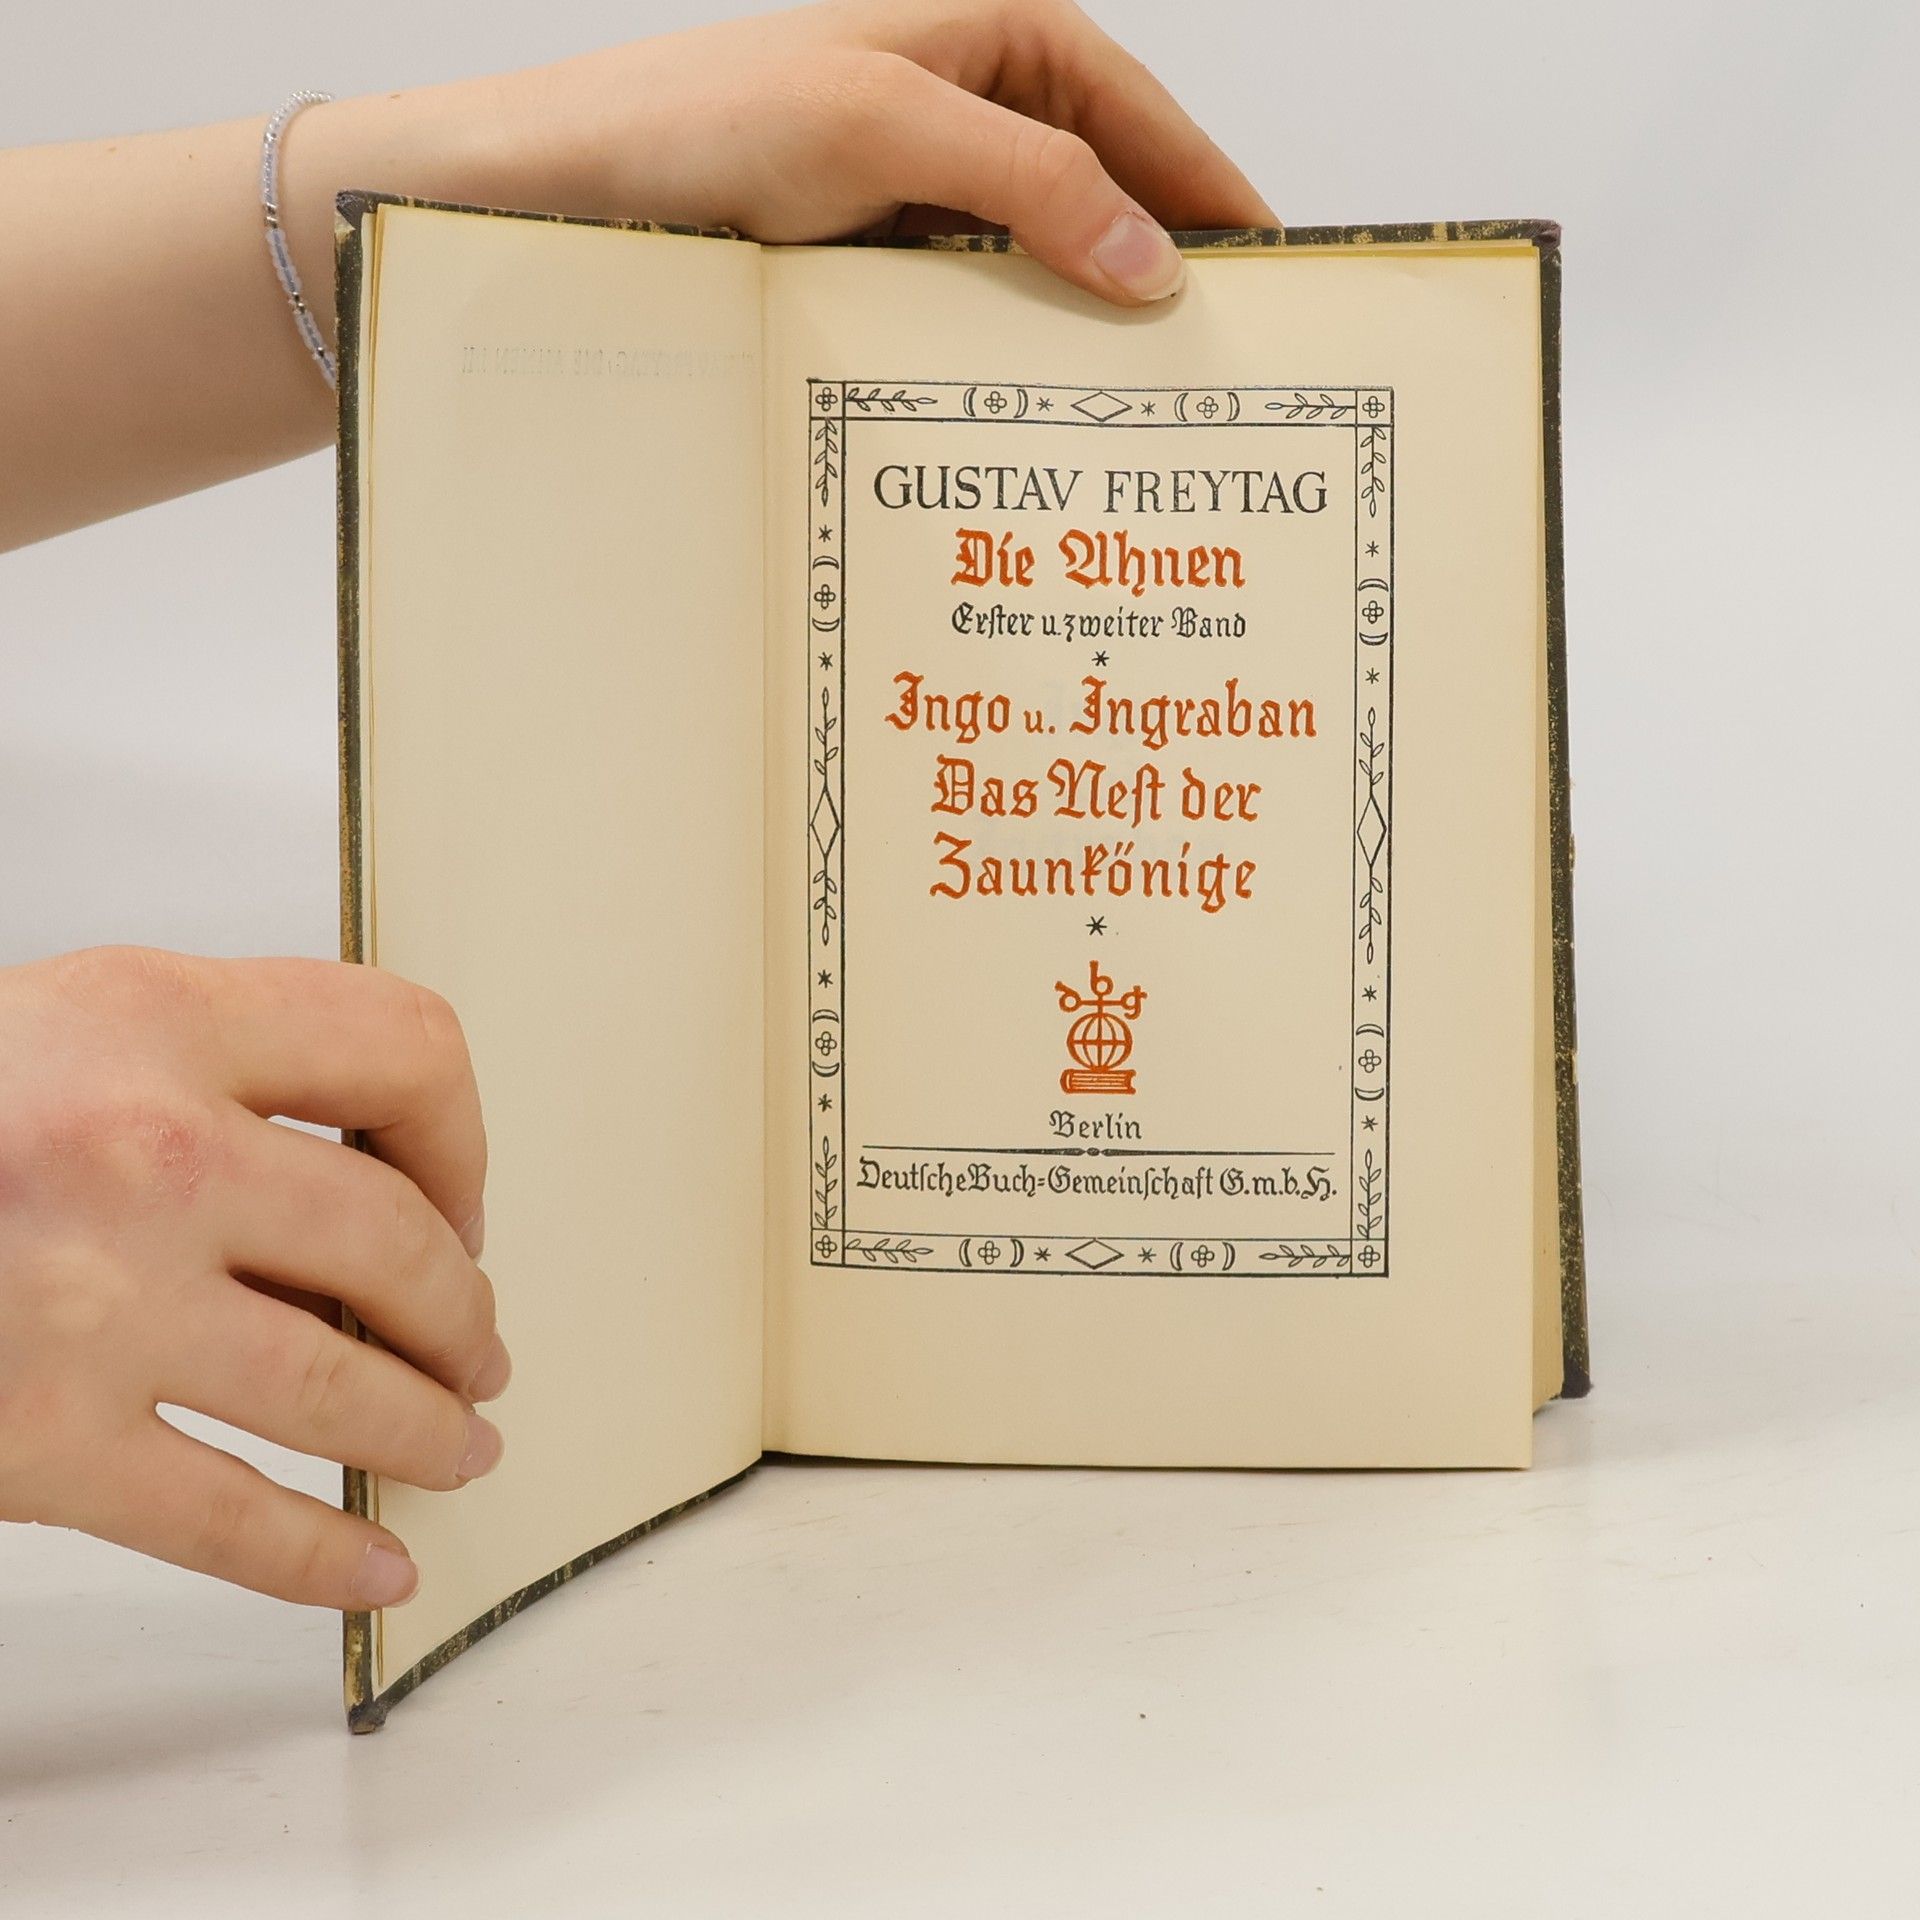 GUSTAV FREYTAG
Die Ahnen
Erster u. zweiter Band
*
Ingo u. Ingraban
Das Nest der
Zaunkönige
*
dbg
Berlin
Deutsche Buch-Gemeinschaft G.m.b.H.